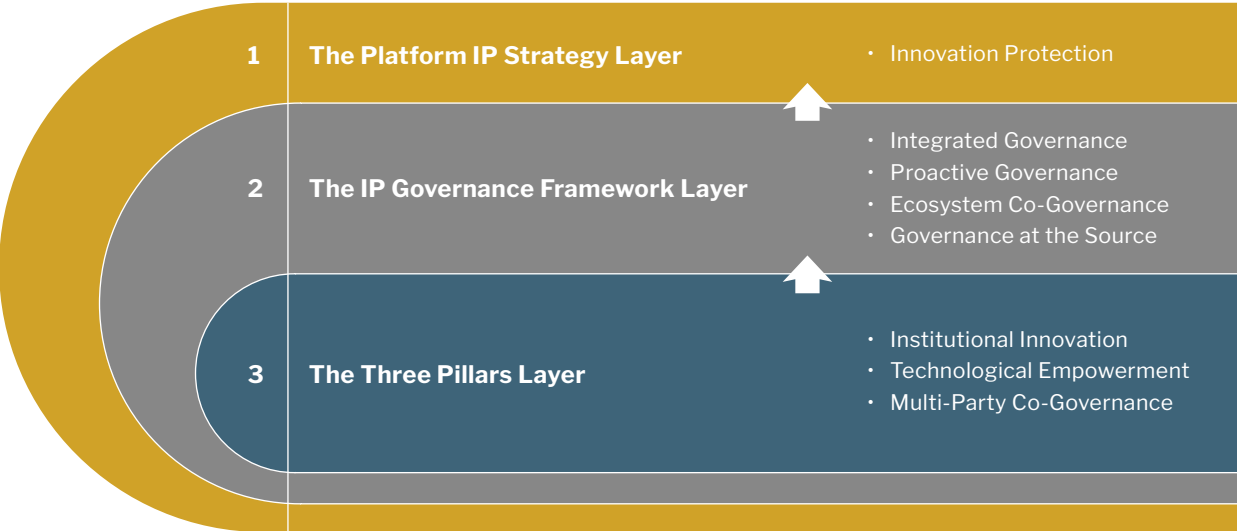 1 The Platform IP Strategy Layer
• Innovation Protection
2 The IP Governance Framework Layer
• Integrated Governance
• Proactive Governance
• Ecosystem Co-Governance
• Governance at the Source
3 The Three Pillars Layer
• Institutional Innovation
• Technological Empowerment
• Multi-Party Co-Governance